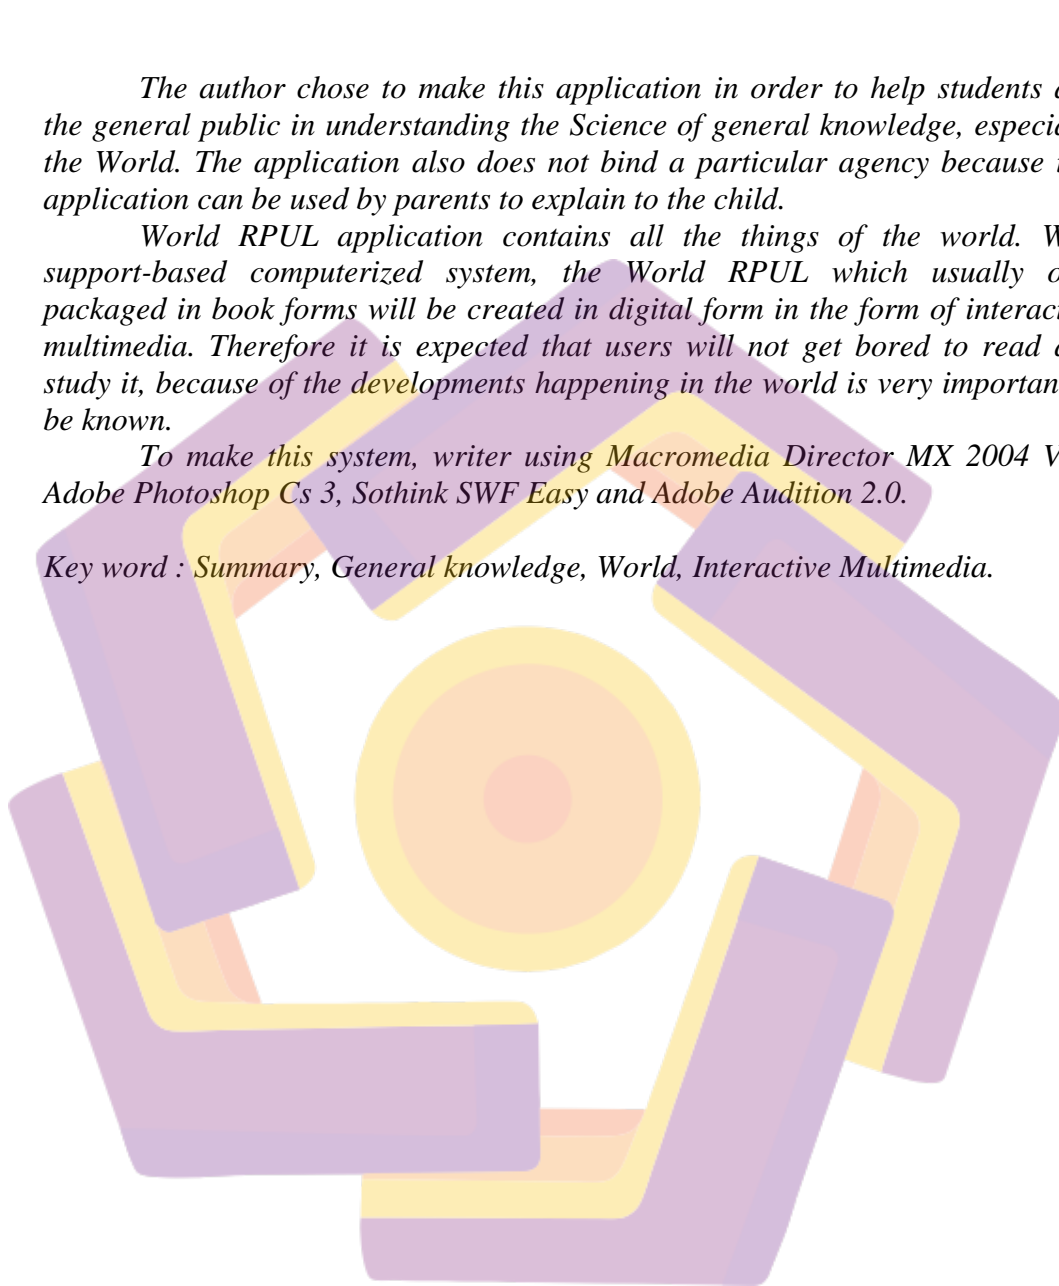 The author chose to make this application in order to help students
the general public in understanding the Science of general knowledge,
the World. The application also does not bind a particular agency because
application can be used by parents to explain to the child.
World RPUL application contains all the things of the world.
support-based computerized system, the World RPUL which usually
packaged in book forms will be created in digital form in the form of
multimedia. Therefore it is expected that users will not get bored to read
study it, because of the developments happening in the world is very
be known.
To make this system, writer using Macromedia Director MX 2004
Adobe Photoshop Cs 3, Sothink SWF Easy and Adobe Audition 2.0.
Key word : Summary, General knowledge, World, Interactive Multimedia.